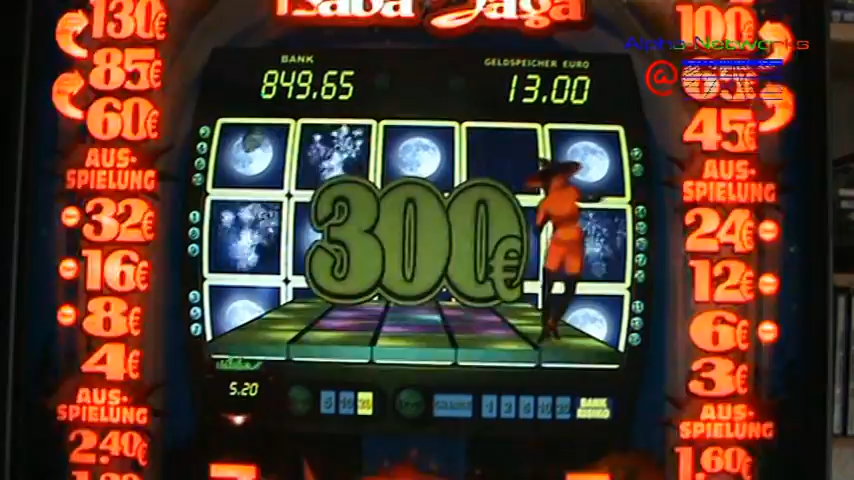 Baba Jaga
Alpha-Networks
@
130€
85€
60€
AUS-
SPIELUNG
32€
16€
8€
4€
AUS-
SPIELUNG
2.40€
BANK
849.65
GELDSPEICHER EURO
13.00
300€
5.20
BANK
RISIKO
100€
65€
45€
AUS-
SPIELUNG
24€
12€
6€
3€
AUS-
SPIELUNG
1.60€